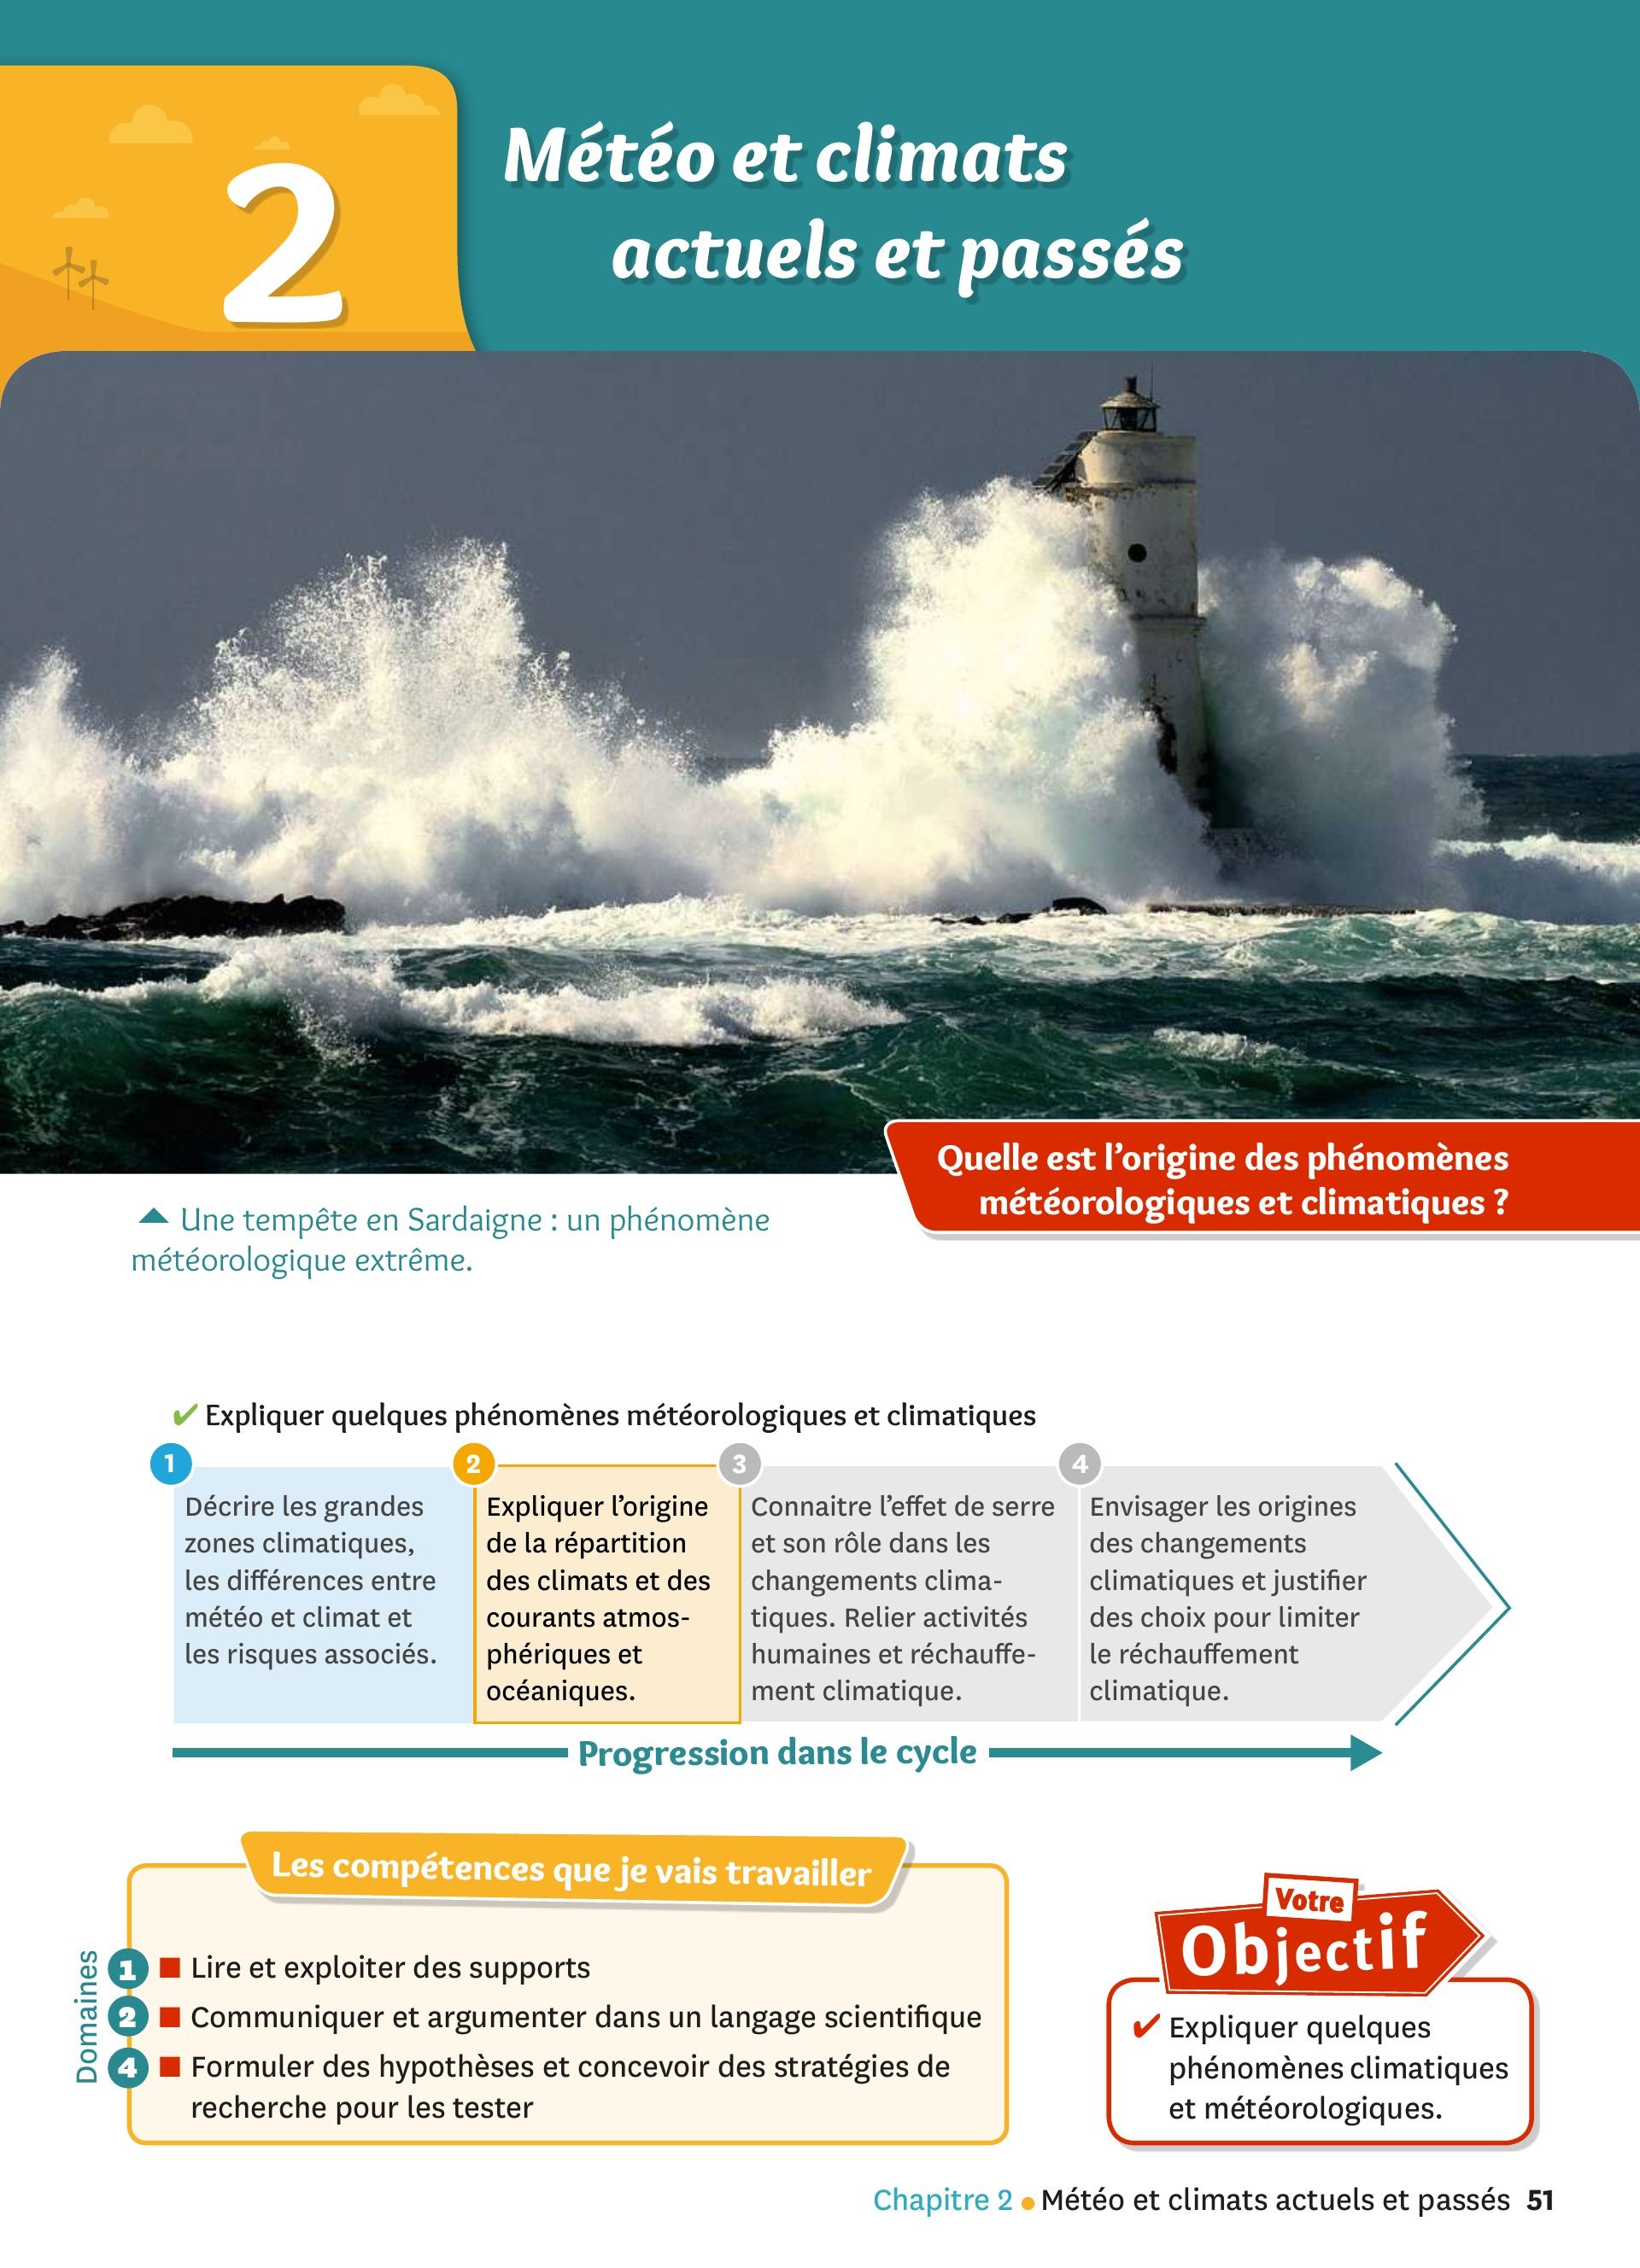 2
Météo et climats
actuels et passés
Quelle est l’origine des phénomènes
météorologiques et climatiques ?
Une tempête en Sardaigne : un phénomène
météorologique extrême.
✔ Expliquer quelques phénomènes météorologiques et climatiques
1
Décrire les grandes
zones climatiques,
les différences entre
météo et climat et
les risques associés.
2
Expliquer l’origine
de la répartition
des climats et des
courants atmos-
phériques et
océaniques.
3
Connaitre l’effet de serre
et son rôle dans les
changements clima-
tiques. Relier activités
humaines et réchauffe-
ment climatique.
4
Envisager les origines
des changements
climatiques et justifier
des choix pour limiter
le réchauffement
climatique.
Progression dans le cycle
Les compétences que je vais travailler
Domaines
1 ■ Lire et exploiter des supports
2 ■ Communiquer et argumenter dans un langage scientifique
4 ■ Formuler des hypothèses et concevoir des stratégies de
recherche pour les tester
Votre
Objectif
✔ Expliquer quelques
phénomènes climatiques
et météorologiques.
Chapitre 2 • Météo et climats actuels et passés 51